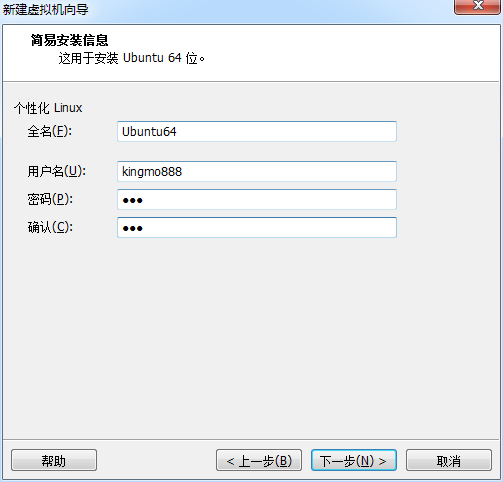 新建虚拟机向导
简易安装信息
这用于安装 Ubuntu 64 位。
个性化 Linux
全名(F):
Ubuntu64
用户名(U):
kingmo888
密码(P):
●●●
确认(C):
●●●
帮助
< 上一步(B)
下一步(N) >
取消